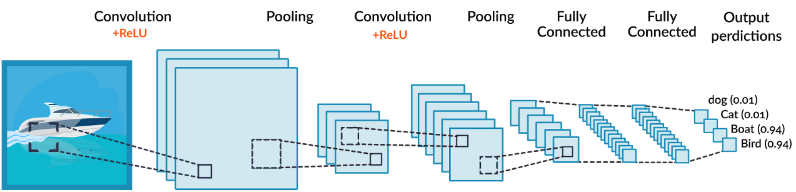 Convolution
+ReLU
Pooling
Convolution
+ReLU
Pooling
Fully
Connected
Fully
Connected
Output
perdictions
dog (0.01)
Cat (0.01)
Boat (0.94)
Bird (0.94)